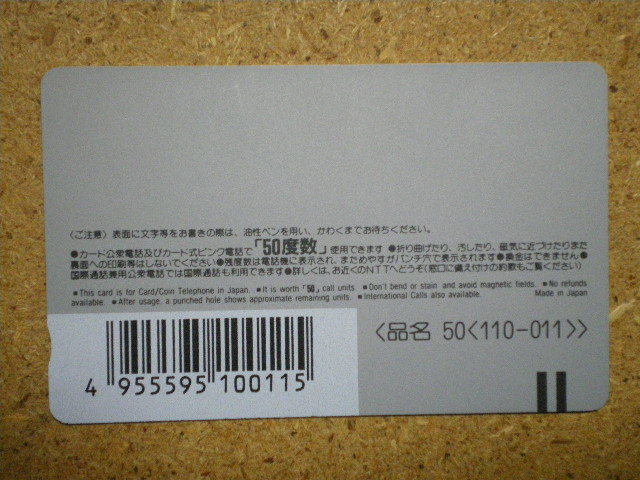 〈ご注意〉表面に文字等をお書きの際は、油性ペンを用い、かわくまでお待ちください。
●カード公衆電話及びカード式ピンク電話で「50度数」使用できます ●折り曲げたり、汚したり、磁気に近づけたりまた
裏面への印刷等はしないでください●残度数は電話機に表示され、まためやすがパンチ穴で表示されます●換金はできません●
国際通話兼用公衆電話では国際通話も利用できます●詳しくは、お近くのNTTへどうぞ(窓口に備え付けの約款もご覧ください)
■This card is for Card/Coin Telephone in Japan. ■It is worth「50」call units ■Don't bend or stain and avoid magnetic fields. ■No refunds
available. ■After usage, a punched hole shows approximate remaining units. ■International Calls also available. Made in Japan
〈品名 50〈110-011〉〉
4 955595 100115